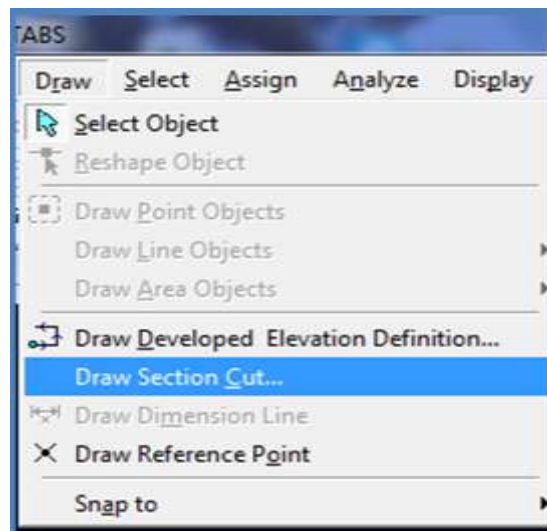 TABS
Draw Select Assign Analyze Display
Select Object
Reshape Object
Draw Point Objects
Draw Line Objects
Draw Area Objects
Draw Developed Elevation Definition...
Draw Section Cut...
Draw Dimension Line
Draw Reference Point
Snap to